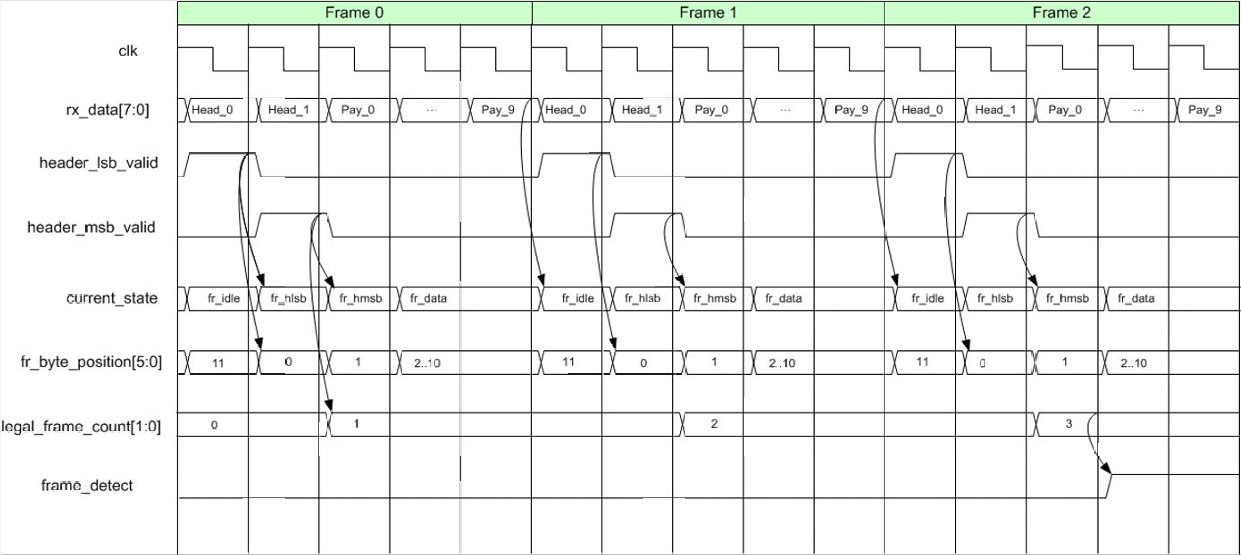 Frame 0 Frame 1 Frame 2
clk
rx_data[7:0] Head_0 Head_1 Pay_0 ... Pay_9 Head_0 Head_1 Pay_0 ... Pay_9 Head_0 Head_1 Pay_0 ... Pay_9
header_lsb_valid
header_msb_valid
current_state fr_idle fr_hlsb fr_hmsb fr_data fr_idle fr_hlsb fr_hmsb fr_data fr_idle fr_hlsb fr_hmsb fr_data
fr_byte_position[5:0] 11 0 1 2..10 11 0 1 2..10 11 0 1 2..10
legal_frame_count[1:0] 0 1 2 3
frame_detect